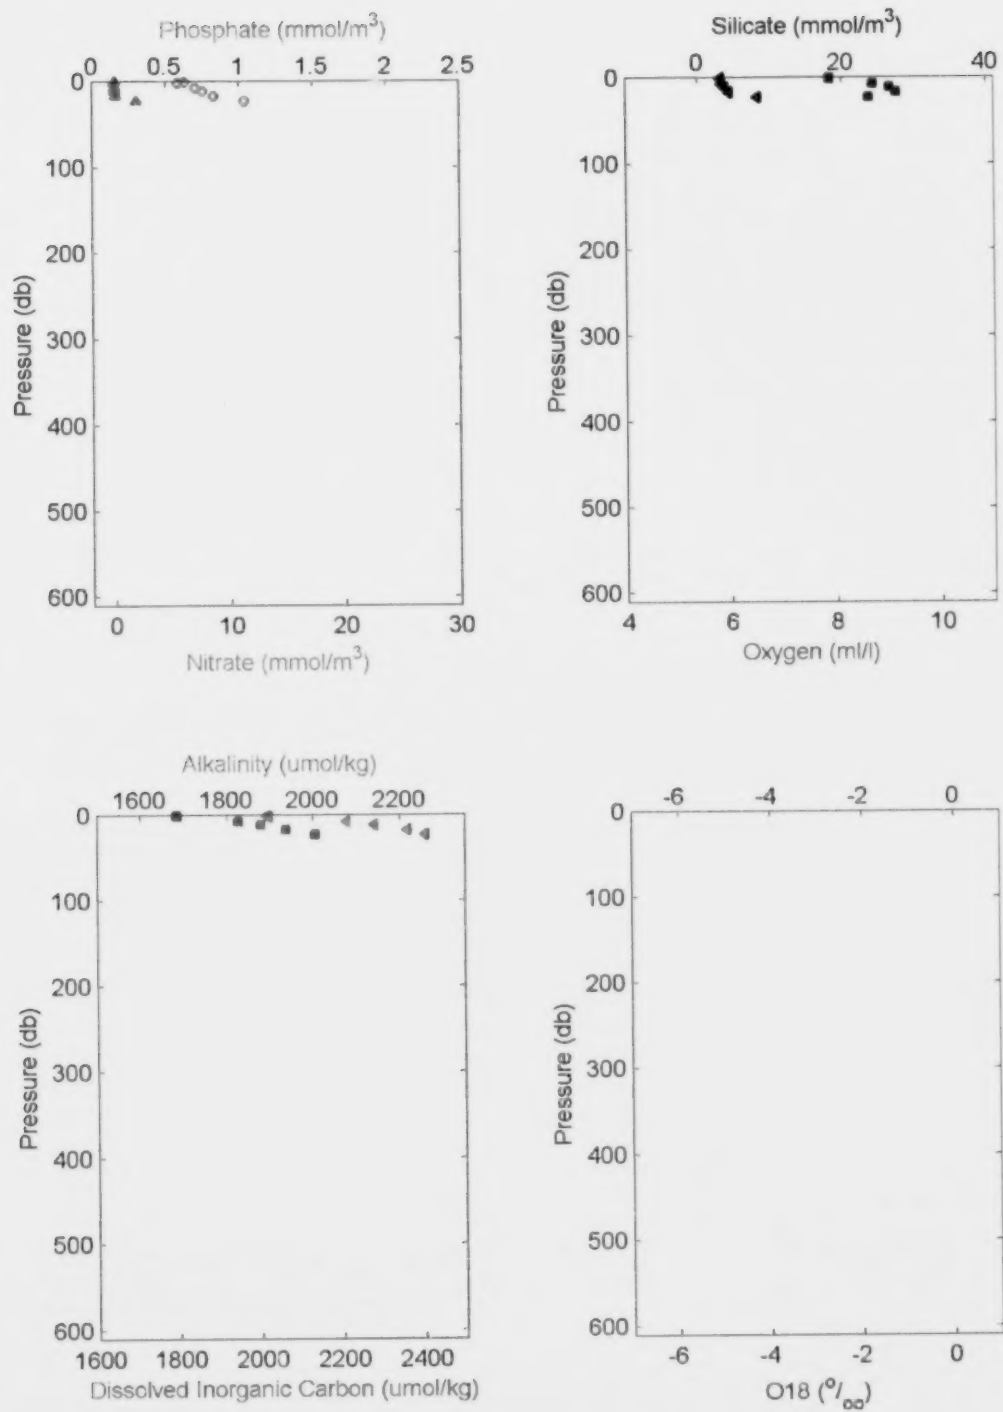 Phosphate (mmol/m³)
0 0.5 1 1.5 2 2.5
0
100
200
300
400
500
600
Pressure (db)
0 10 20 30
Nitrate (mmol/m³)
Silicate (mmol/m³)
0 20 40
0
100
200
300
400
500
600
Pressure (db)
4 6 8 10
Oxygen (ml/l)
Alkalinity (umol/kg)
1600 1800 2000 2200
0
100
200
300
400
500
600
Pressure (db)
1600 1800 2000 2200 2400
Dissolved Inorganic Carbon (umol/kg)
-6 -4 -2 0
0
100
200
300
400
500
600
Pressure (db)
-6 -4 -2 0
O18 (⁰/₀₀)